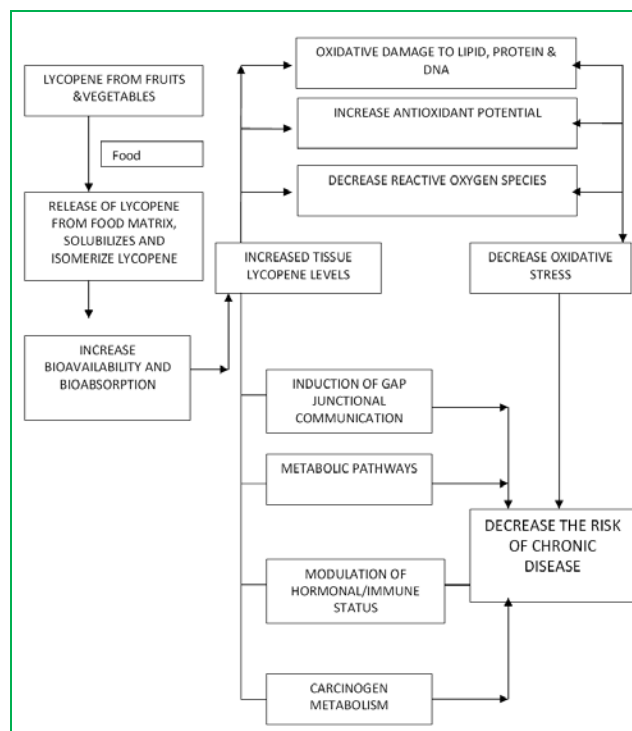 OXIDATIVE DAMAGE TO LIPID, PROTEIN &
DNA
LYCOPENE FROM FRUITS
&VEGETABLES
INCREASE ANTIOXIDANT POTENTIAL
Food
DECREASE REACTIVE OXYGEN SPECIES
RELEASE OF LYCOPENE
FROM FOOD MATRIX,
SOLUBILIZES AND
ISOMERIZE LYCOPENE
INCREASED TISSUE
LYCOPENE LEVELS
DECREASE OXIDATIVE
STRESS
INCREASE
BIOAVAILABILITY AND
BIOABSORPTION
INDUCTION OF GAP
JUNCTIONAL
COMMUNICATION
METABOLIC PATHWAYS
DECREASE THE RISK
OF CHRONIC
DISEASE
MODULATION OF
HORMONAL/IMMUNE
STATUS
CARCINOGEN
METABOLISM